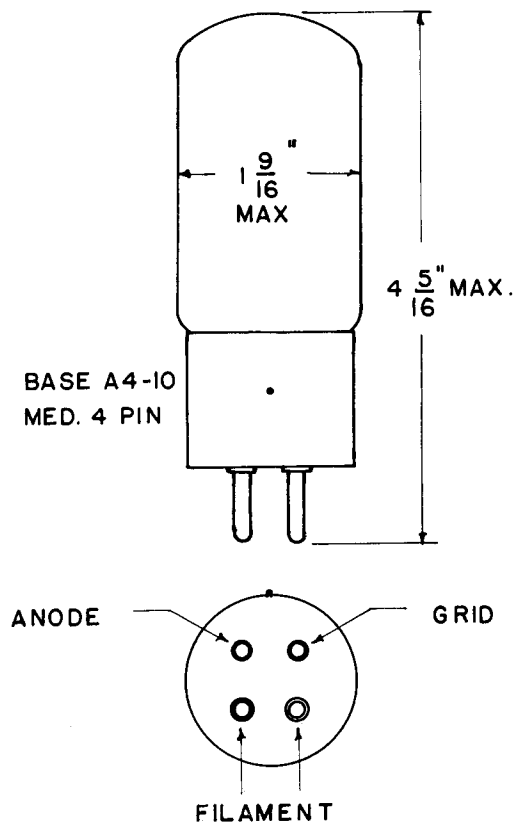 1 9/16" MAX
4 5/16" MAX.
BASE A4-10
MED. 4 PIN
ANODE
GRID
FILAMENT